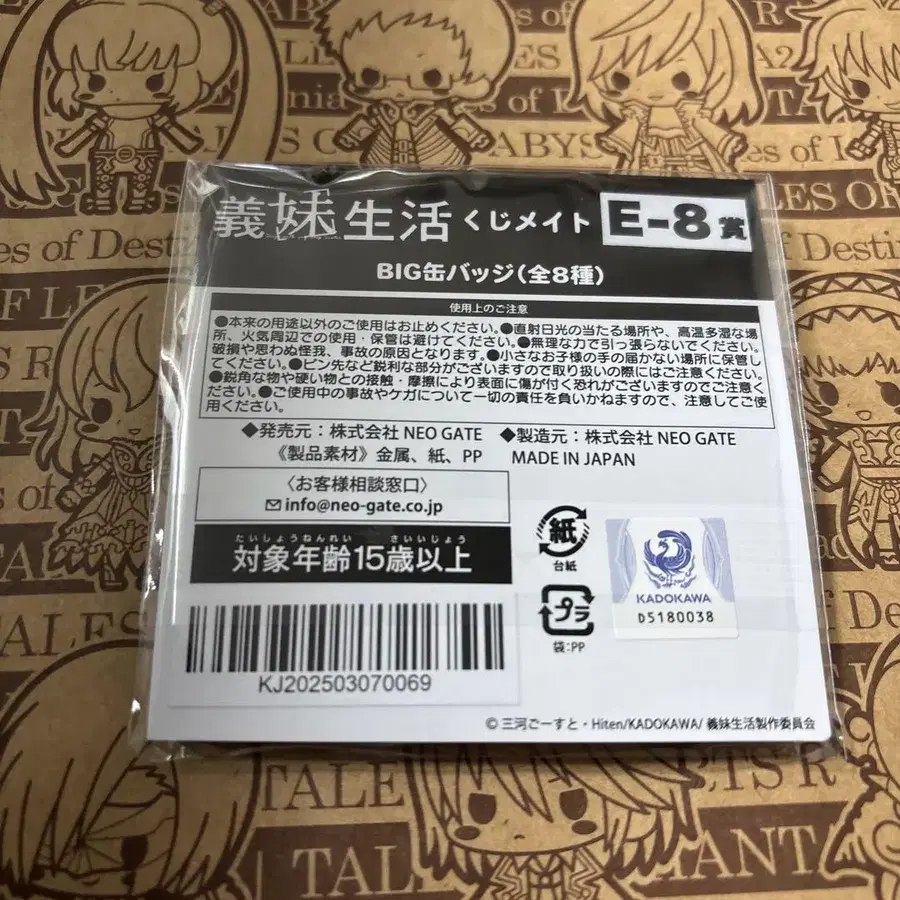 義妹生活 くじメイト E-8賞
BIG缶バッジ(全8種)
使用上のご注意
●本来の用途以外のご使用はお止めください。●直射日光の当たる場所や、高温多湿な場
所、火気周辺での使用・保管は避けてください。●無理な力で引っ張らないでください。
破損や思わぬ怪我、事故の原因となります。●小さなお子様の手の届かない場所に保管し
てください。●ピン先など鋭利な部分がございますので取り扱いの際にはご注意ください。
●鋭角な物や硬い物との接触・摩擦により表面に傷が付く恐れがございますのでご注意く
ださい。●ご使用中の事故やケガについて一切の責任を負いかねますので、注意してご使
用ください。
◆発売元:株式会社 NEO GATE ◆製造元:株式会社 NEO GATE
《製品素材》金属、紙、PP MADE IN JAPAN
〈お客様相談窓口〉
info@neo-gate.co.jp
たいしょうねんれい さいいじょう
対象年齢15歳以上
紙
台紙
プラ
袋:PP
KADOKAWA
D5180038
KJ202503070069
© 三河ごーすと・Hiten/KADOKAWA/ 義妹生活製作委員会
ABYS
TALES OF
es of Destin
TALES
TALE
TAL